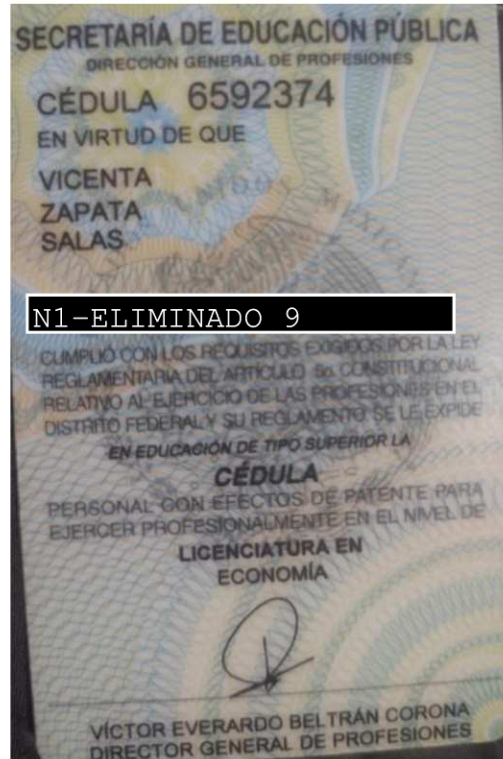 SECRETARÍA DE EDUCACIÓN PÚBLICA
DIRECCIÓN GENERAL DE PROFESIONES
CÉDULA 6592374
EN VIRTUD DE QUE
VICENTA
ZAPATA
SALAS
UNIDOS MEXICAN
N1-ELIMINADO 9
CUMPLIÓ CON LOS REQUISITOS EXIGIDOS POR LA LEY
REGLAMENTARIA DEL ARTÍCULO 5o. CONSTITUCIONAL
RELATIVO AL EJERCICIO DE LAS PROFESIONES EN EL
DISTRITO FEDERAL Y SU REGLAMENTO SE LE EXPIDE
EN EDUCACIÓN DE TIPO SUPERIOR LA
CÉDULA
PERSONAL CON EFECTOS DE PATENTE PARA
EJERCER PROFESIONALMENTE EN EL NIVEL DE
LICENCIATURA EN
ECONOMÍA
VÍCTOR EVERARDO BELTRÁN CORONA
DIRECTOR GENERAL DE PROFESIONES